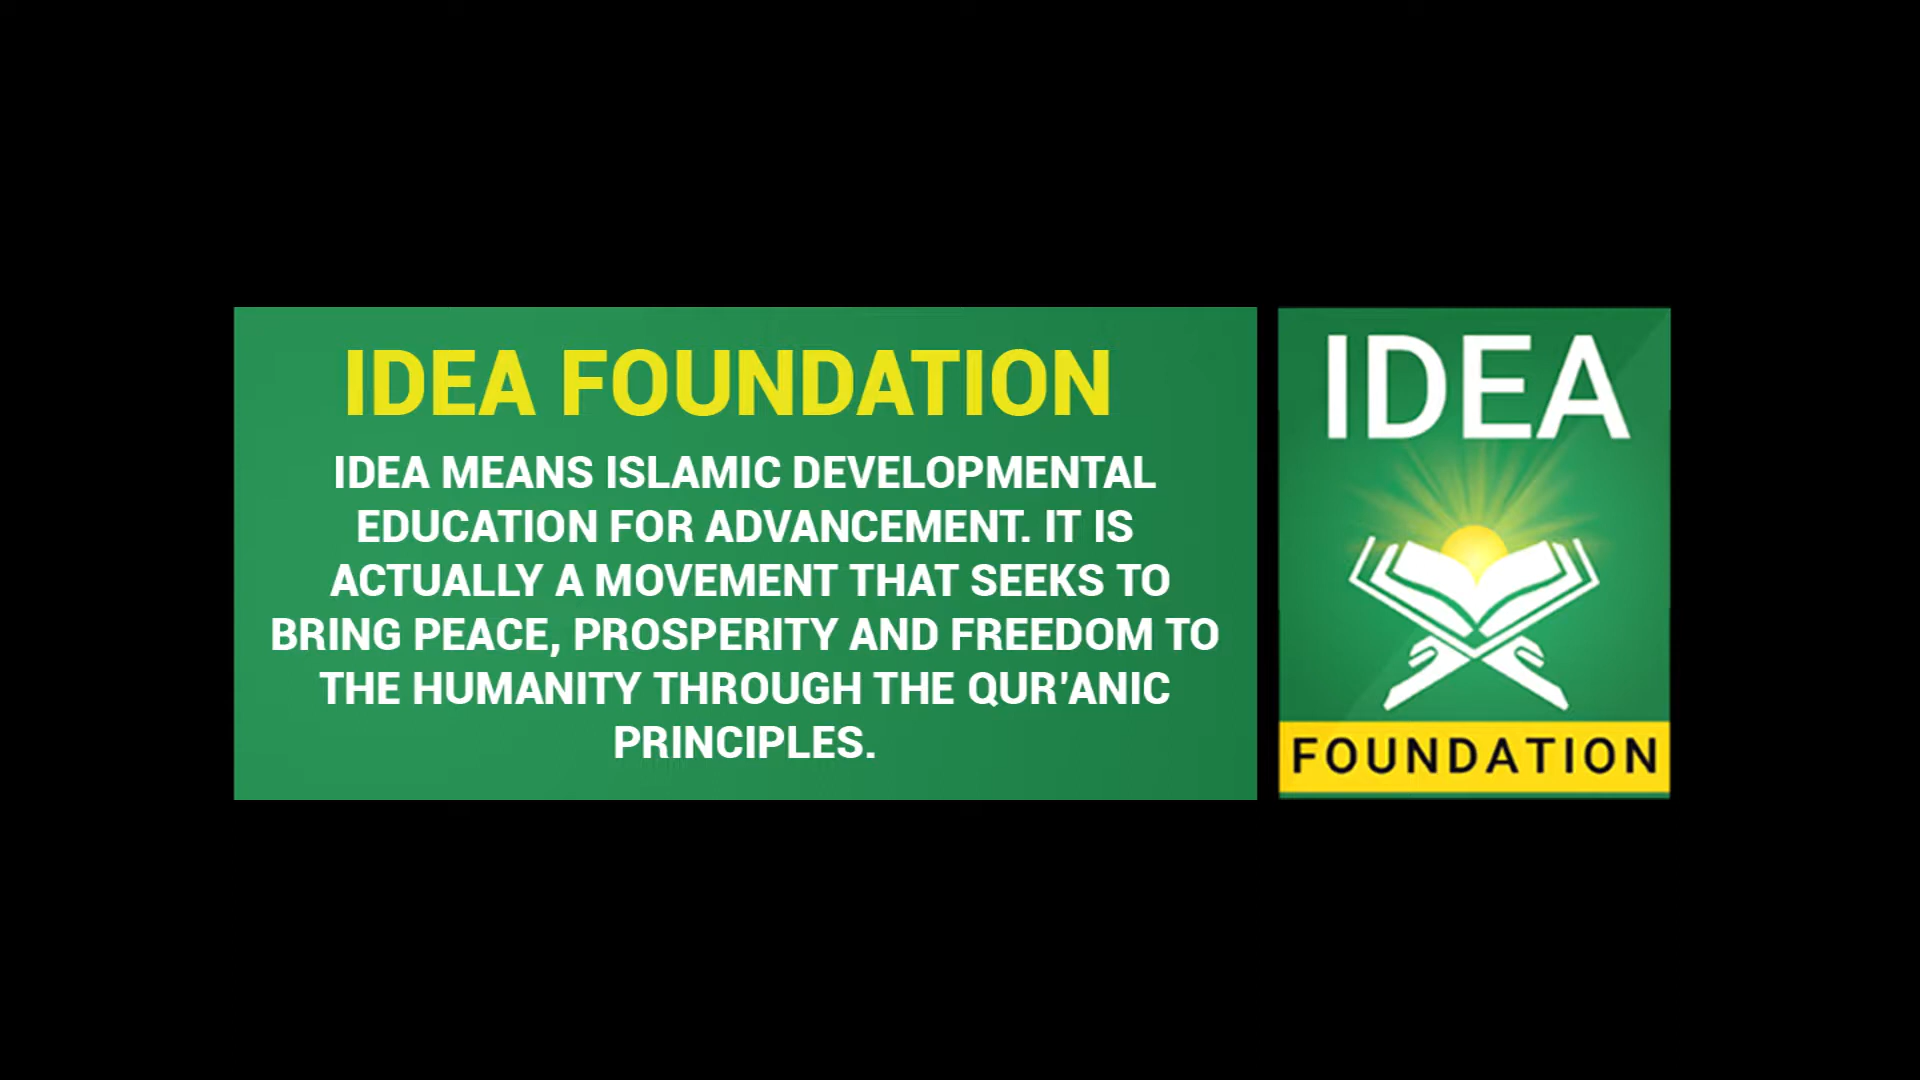 IDEA FOUNDATION
IDEA MEANS ISLAMIC DEVELOPMENTAL
EDUCATION FOR ADVANCEMENT. IT IS
ACTUALLY A MOVEMENT THAT SEEKS TO
BRING PEACE, PROSPERITY AND FREEDOM TO
THE HUMANITY THROUGH THE QUR'ANIC
PRINCIPLES.
IDEA
FOUNDATION